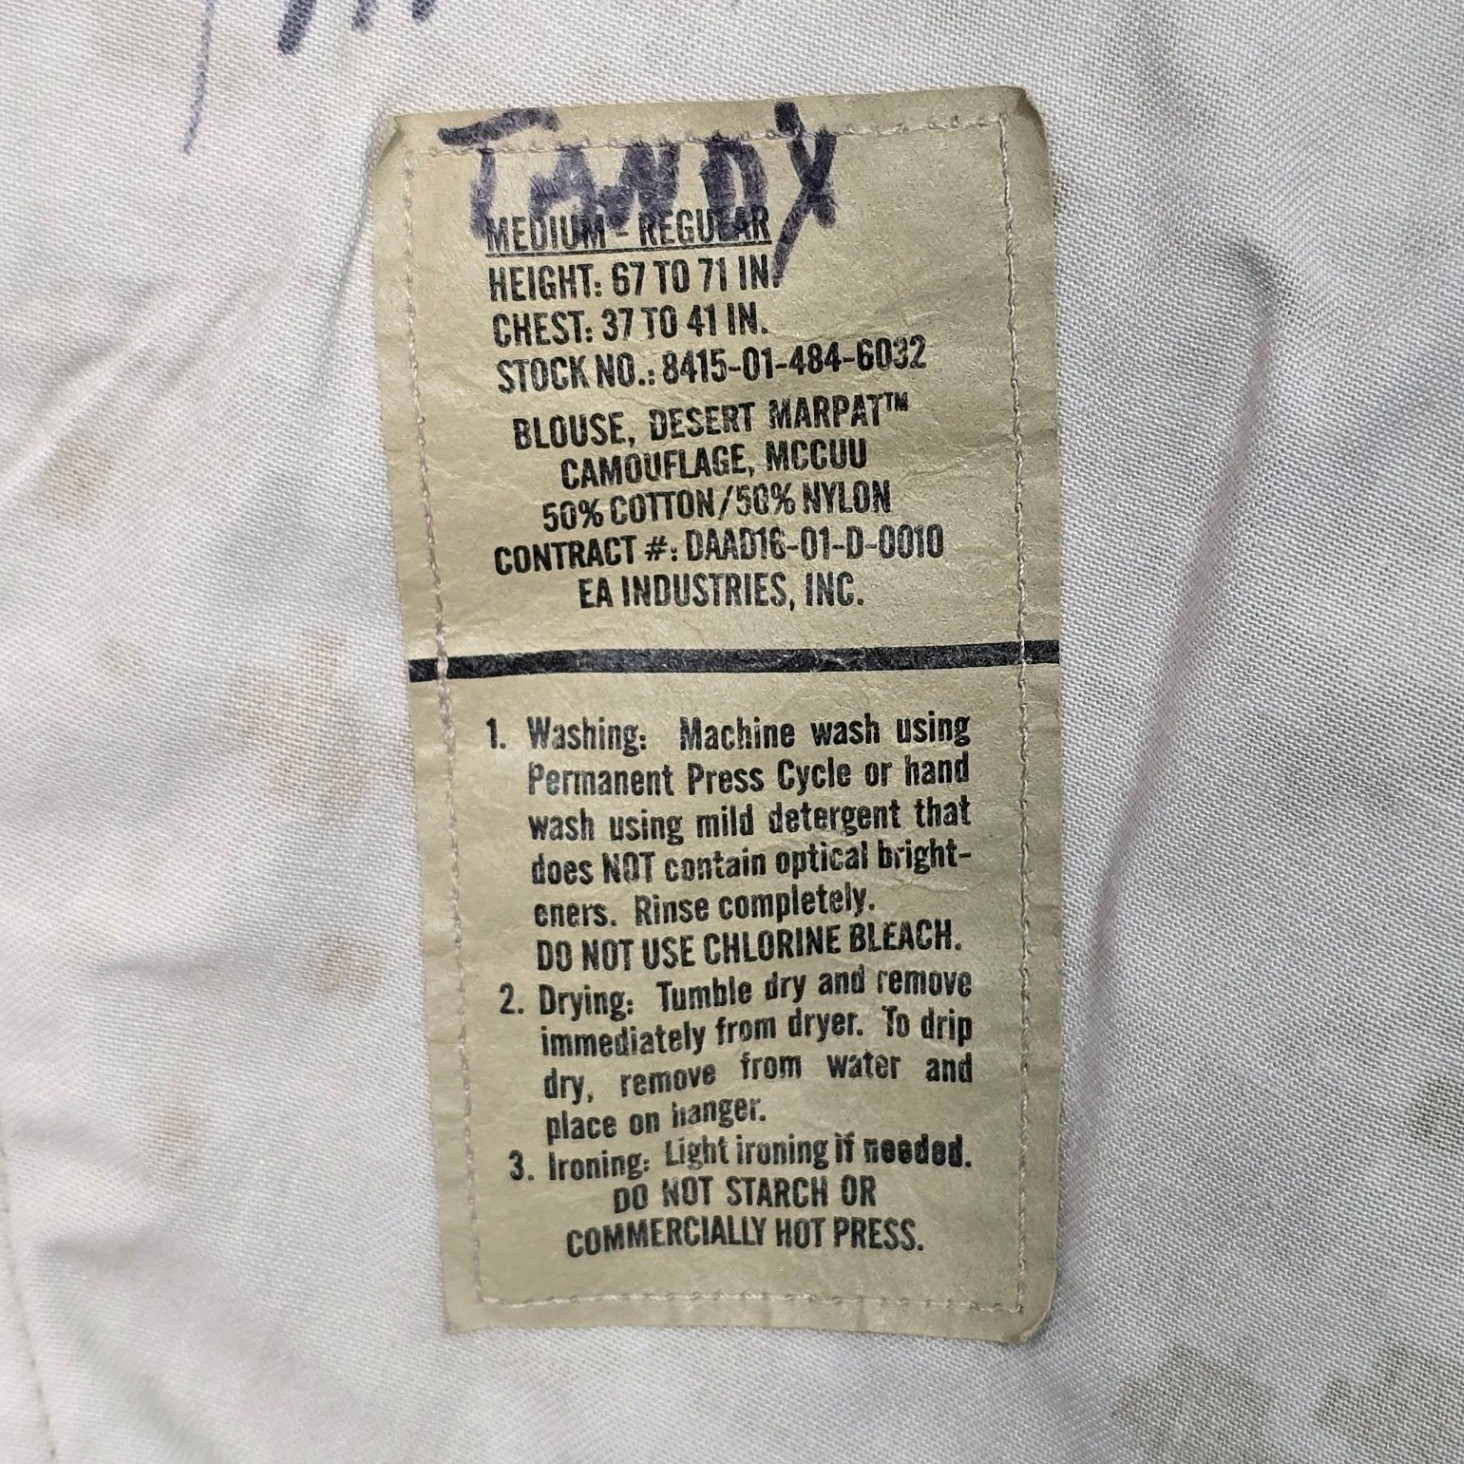 TANDY
MEDIUM - REGULAR
HEIGHT: 67 TO 71 IN.
CHEST: 37 TO 41 IN.
STOCK NO.: 8415-01-484-6032
BLOUSE, DESERT MARPAT™
CAMOUFLAGE, MCCUU
50% COTTON/50% NYLON
CONTRACT #: DAAD16-01-D-0010
EA INDUSTRIES, INC.
1. Washing: Machine wash using
Permanent Press Cycle or hand
wash using mild detergent that
does NOT contain optical bright-
eners. Rinse completely.
DO NOT USE CHLORINE BLEACH.
2. Drying: Tumble dry and remove
immediately from dryer. To drip
dry, remove from water and
place on hanger.
3. Ironing: Light ironing if needed.
DO NOT STARCH OR
COMMERCIALLY HOT PRESS.